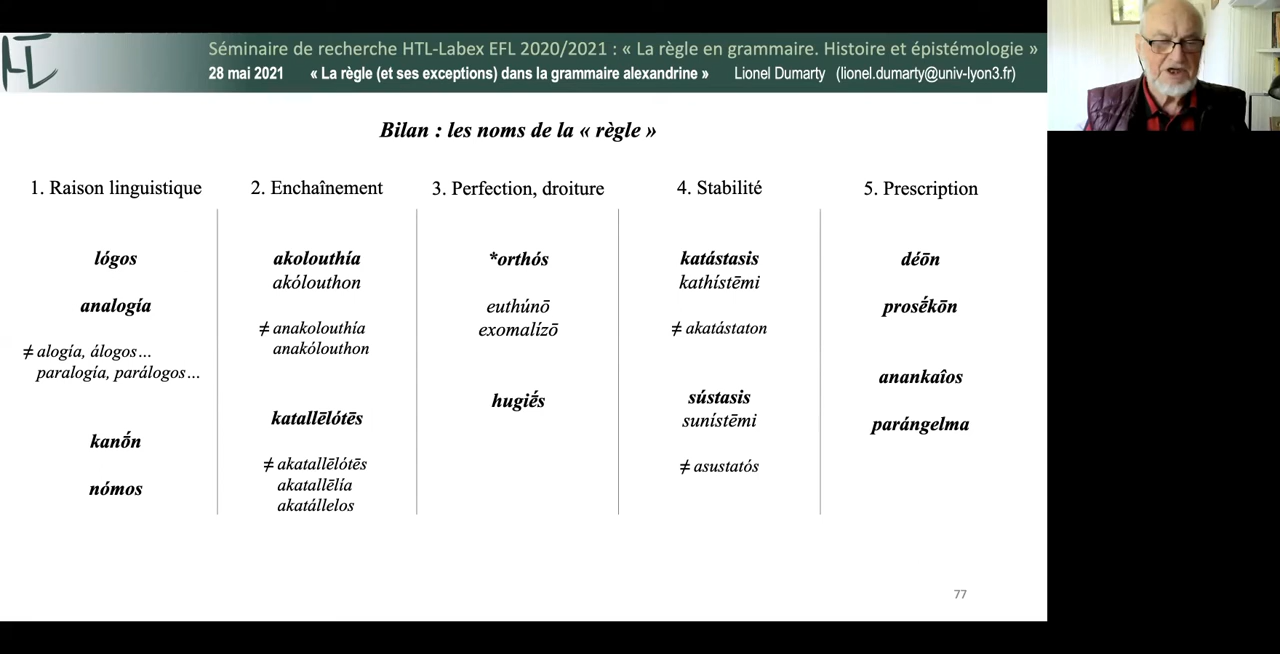 HTL
Séminaire de recherche HTL-Labex EFL 2020/2021 : « La règle en grammaire. Histoire et épistémologie »
28 mai 2021 « La règle (et ses exceptions) dans la grammaire alexandrine » Lionel Dumarty (lionel.dumarty@univ-lyon3.fr)
Bilan : les noms de la « règle »
1. Raison linguistique
lógos
analogía
≠ alogía, álogos...
paralogía, parálogos...
kanṓn
nómos
2. Enchaînement
akolouthía
akólouthon
≠ anakolouthía
anakólouthon
katallēlótēs
≠ akatallēlótēs
akatallēlía
akatállelos
3. Perfection, droiture
*orthós
euthúnō
exomalízō
hugiḗs
4. Stabilité
katástasis
kathístēmi
≠ akatástaton
sústasis
sunístēmi
≠ asustatós
5. Prescription
déōn
prosḗkōn
anankaîos
parángelma
77